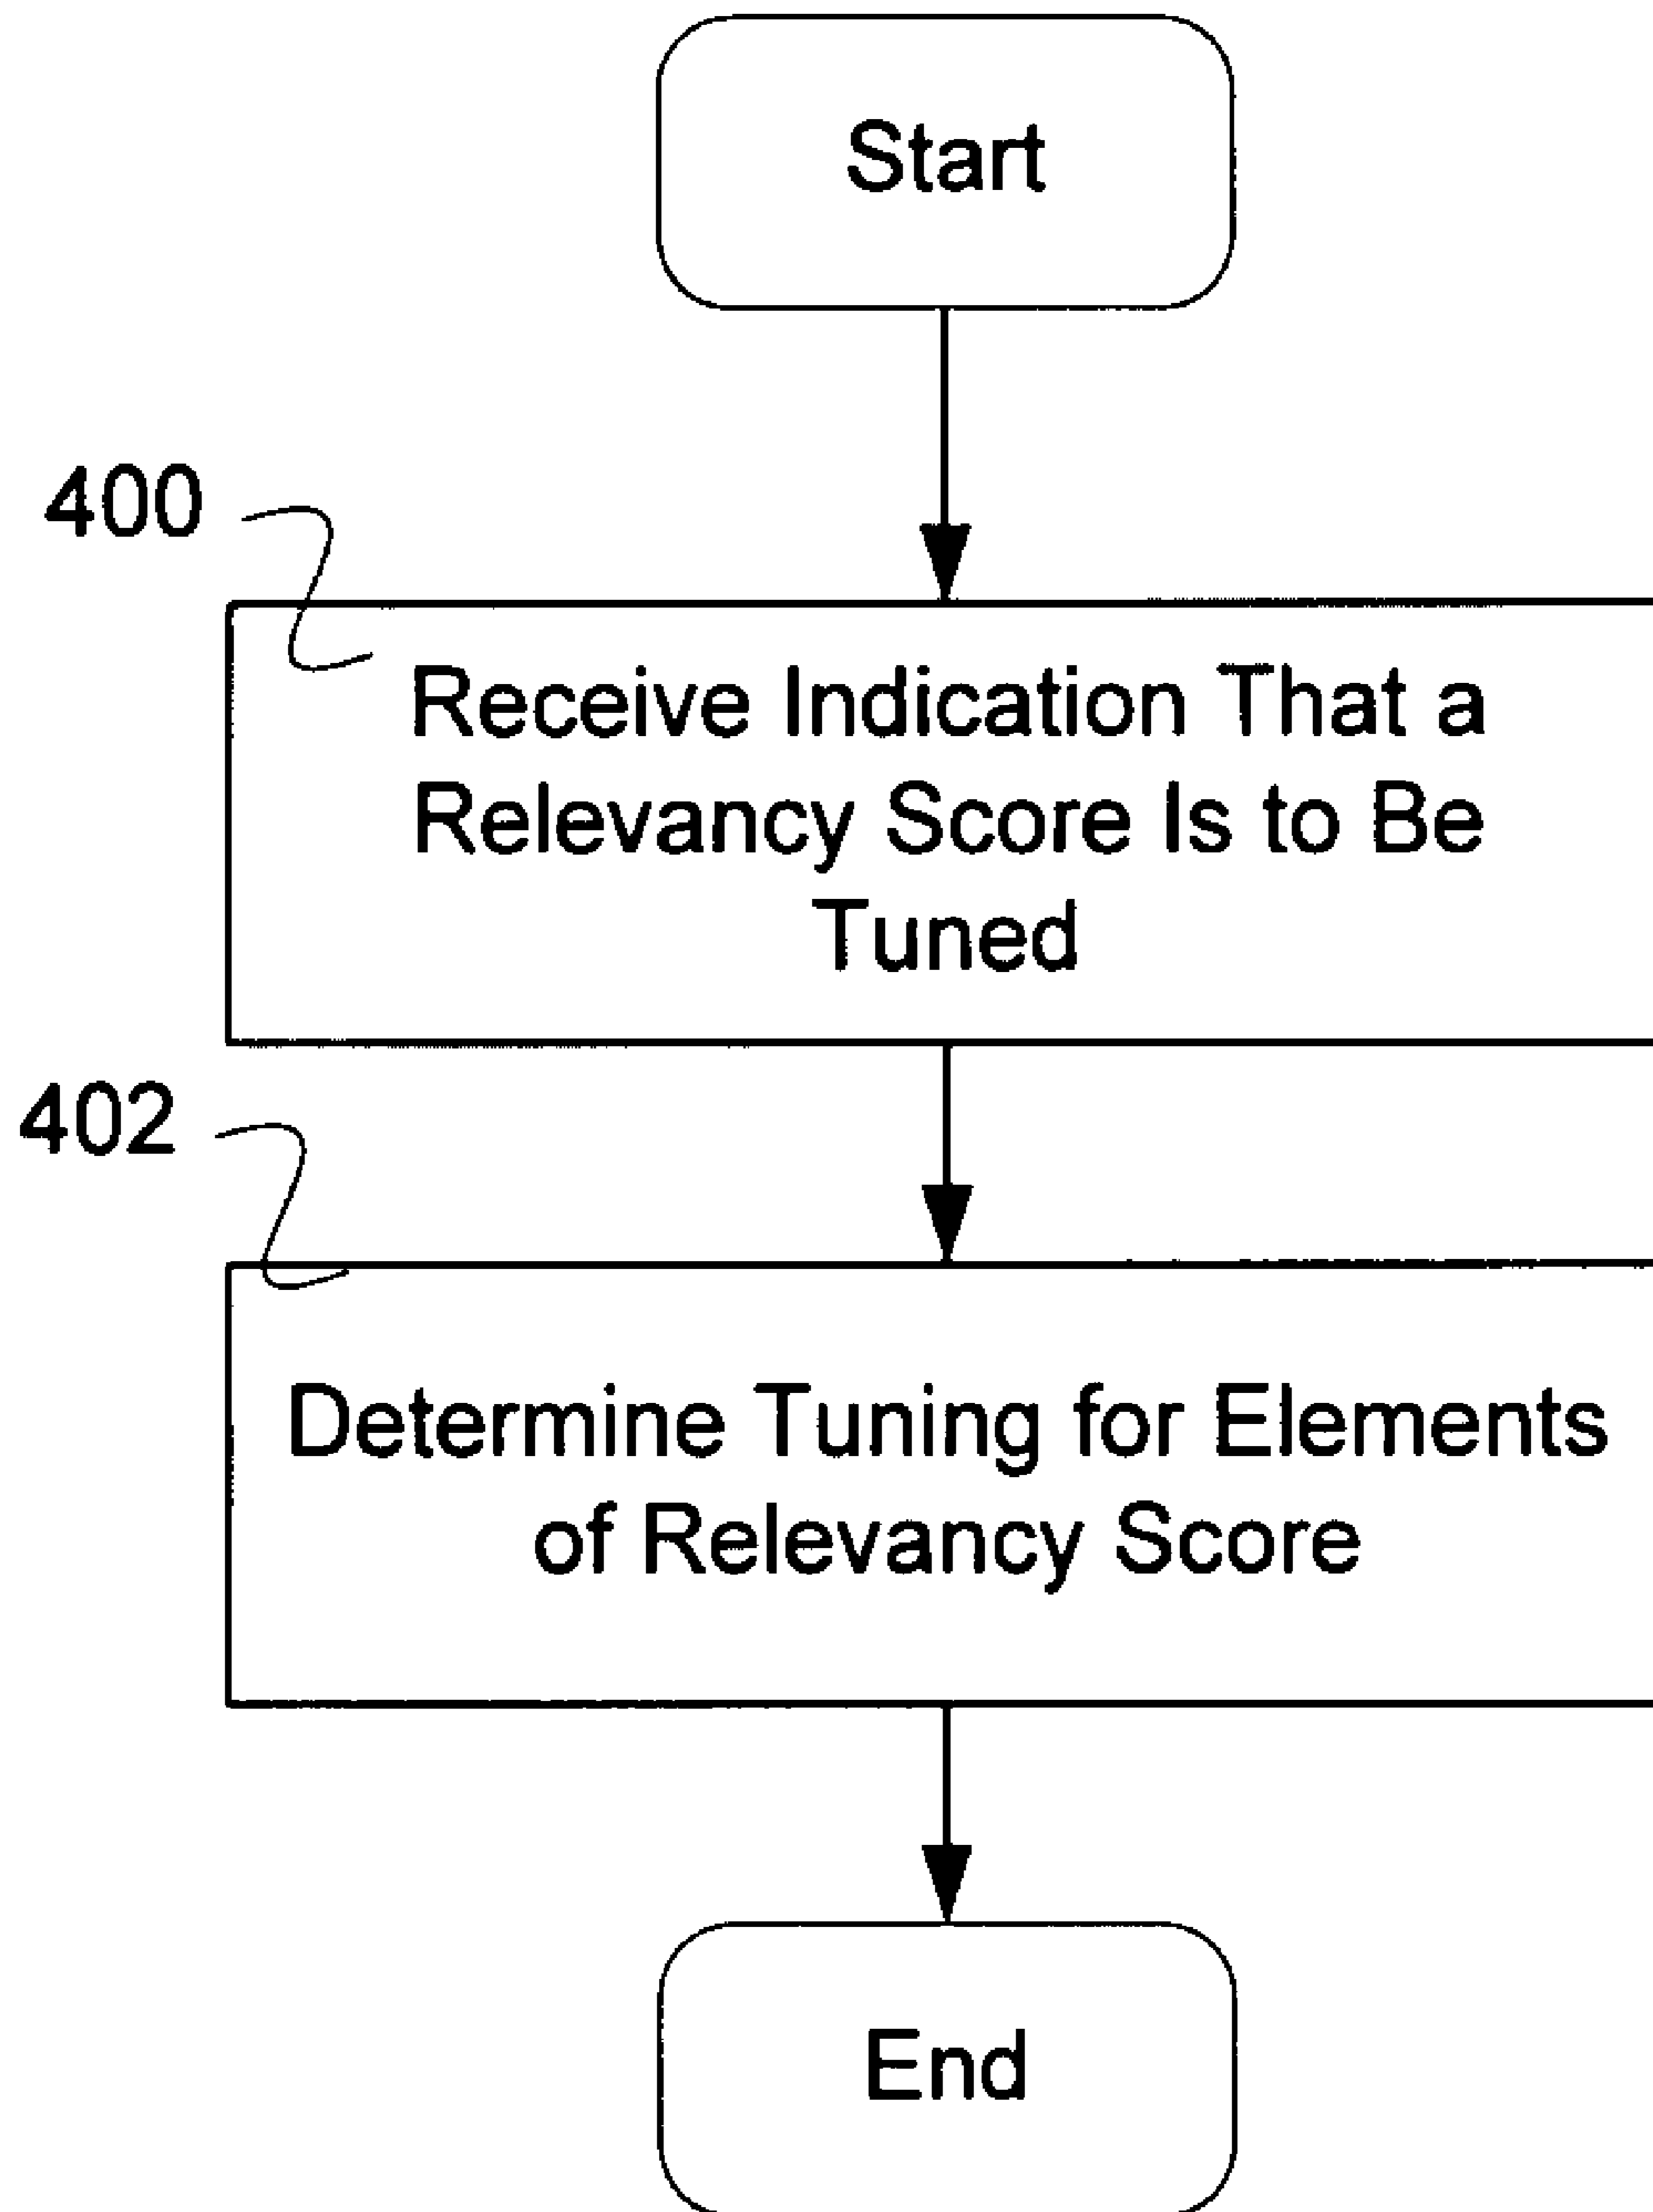 Start
400
Receive Indication That a
Relevancy Score Is to Be
Tuned
402
Determine Tuning for Elements
of Relevancy Score
End